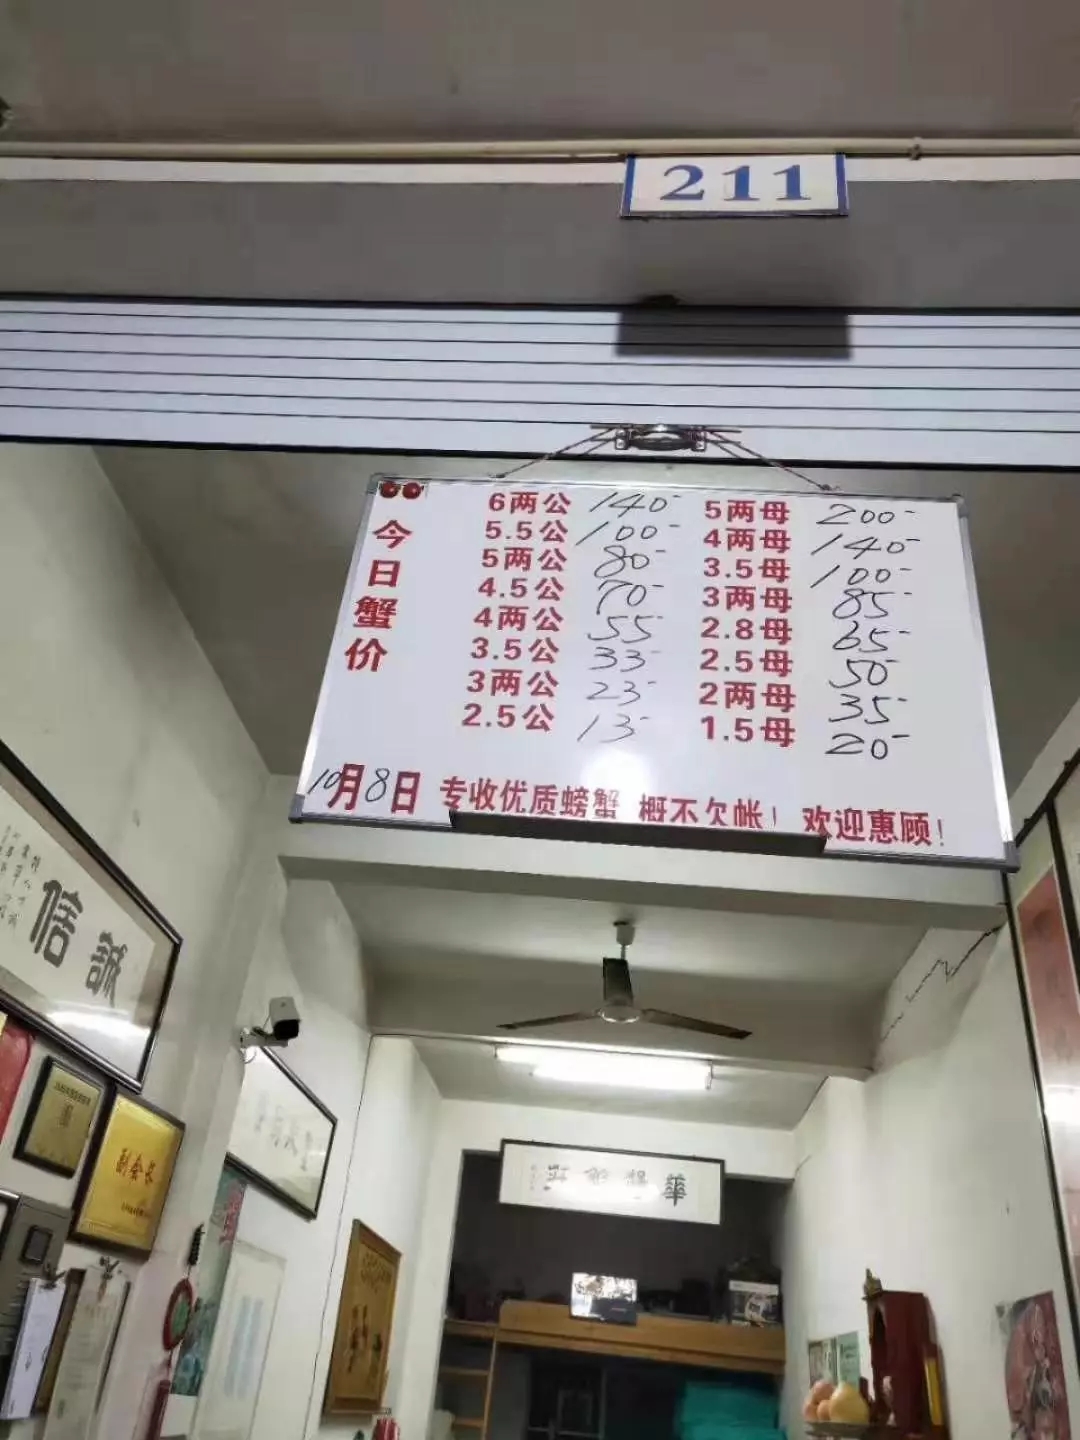 211
今日蟹价
6两公 140-
5.5公 100-
5两公 80-
4.5公 70-
4两公 55-
3.5公 33-
3两公 23-
2.5公 13-
5两母 200-
4两母 140-
3.5母 100-
3两母 85-
2.8母 65-
2.5母 50-
2两母 35-
1.5母 20-
10月8日 专收优质螃蟹 概不欠帐！欢迎惠顾！
信誠
副会长